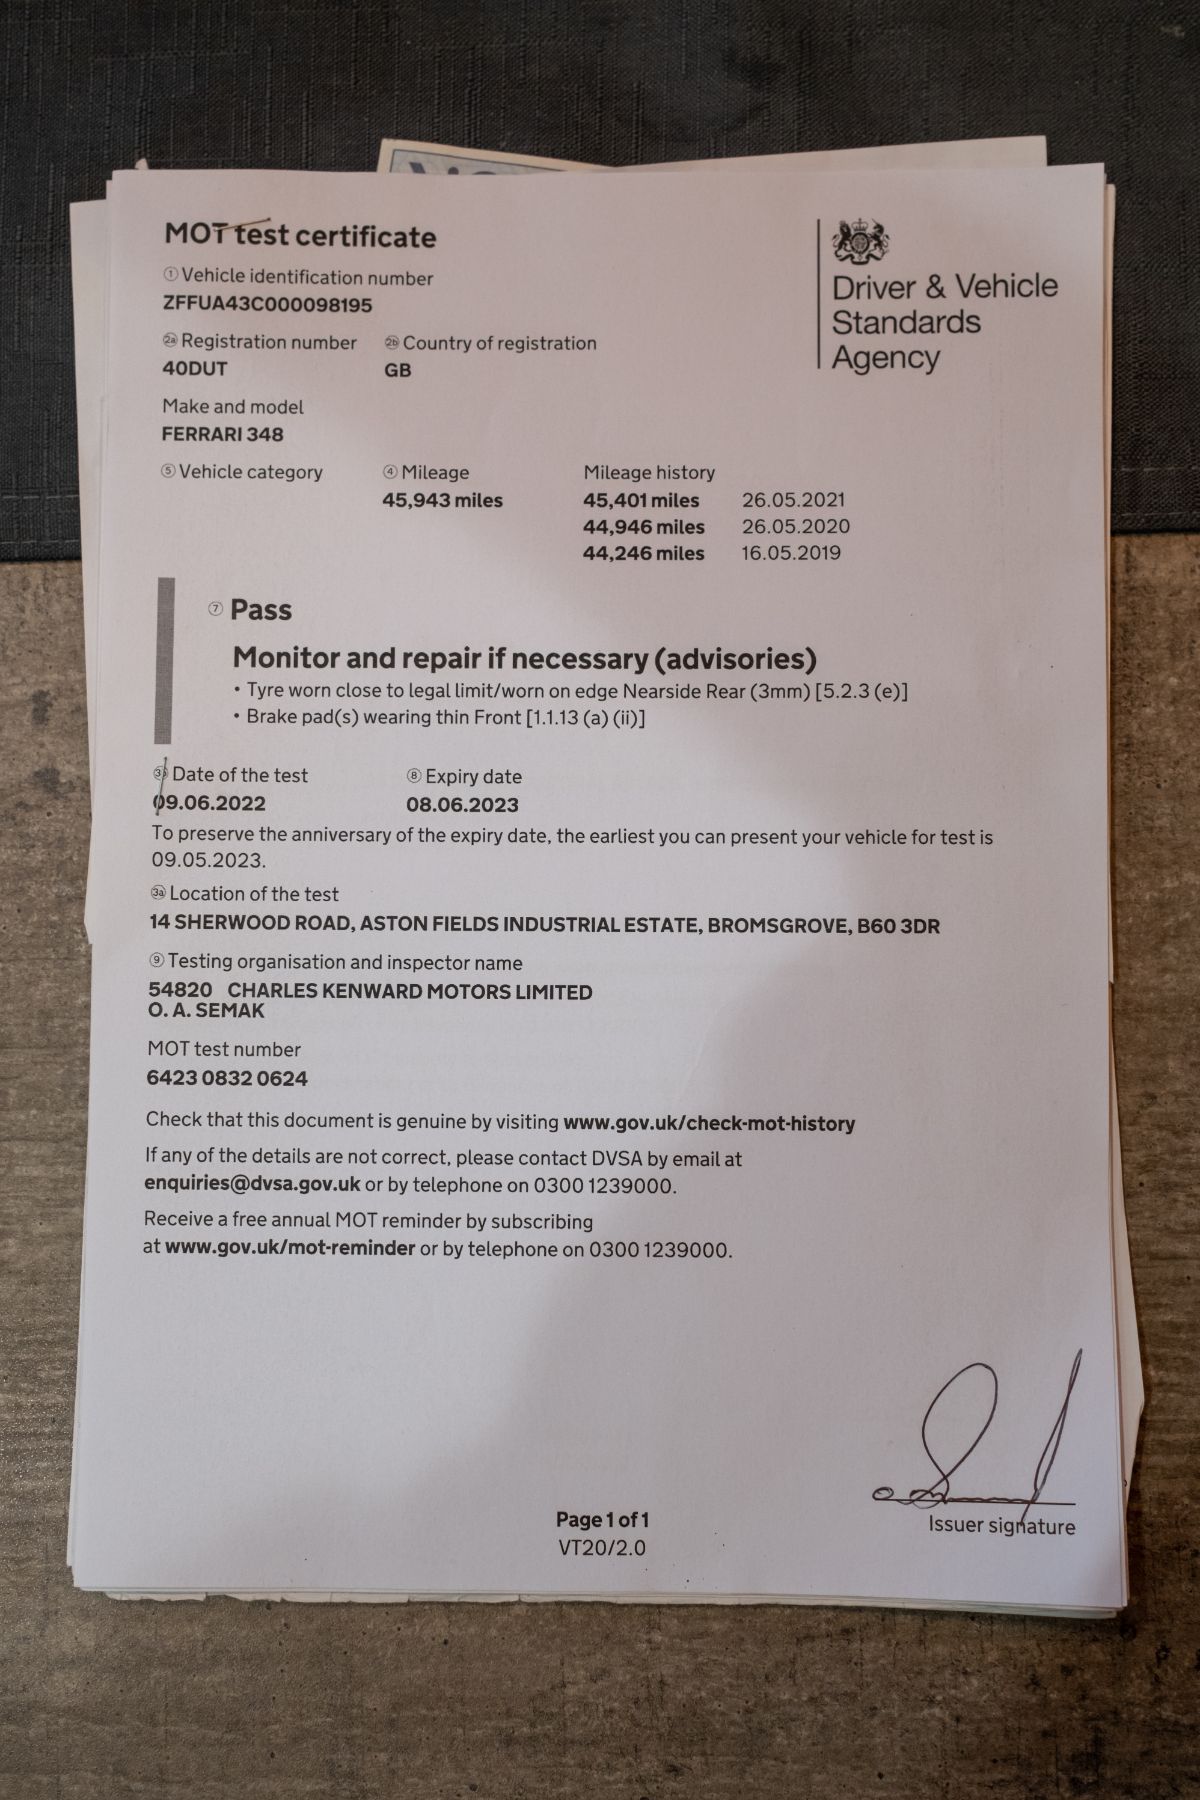 MOT test certificate
① Vehicle identification number
ZFFUA43C000098195
2a Registration number 2b Country of registration
40DUT GB
Make and model
FERRARI 348
⑤ Vehicle category ④ Mileage Mileage history
45,943 miles 45,401 miles 26.05.2021
44,946 miles 26.05.2020
44,246 miles 16.05.2019
Driver & Vehicle
Standards
Agency
⑦ Pass
Monitor and repair if necessary (advisories)
• Tyre worn close to legal limit/worn on edge Nearside Rear (3mm) [5.2.3 (e)]
• Brake pad(s) wearing thin Front [1.1.13 (a) (ii)]
Date of the test ⑧ Expiry date
09.06.2022 08.06.2023
To preserve the anniversary of the expiry date, the earliest you can present your vehicle for test is
09.05.2023.
3a Location of the test
14 SHERWOOD ROAD, ASTON FIELDS INDUSTRIAL ESTATE, BROMSGROVE, B60 3DR
⑨ Testing organisation and inspector name
54820 CHARLES KENWARD MOTORS LIMITED
O. A. SEMAK
MOT test number
6423 0832 0624
Check that this document is genuine by visiting www.gov.uk/check-mot-history
If any of the details are not correct, please contact DVSA by email at
enquiries@dvsa.gov.uk or by telephone on 0300 1239000.
Receive a free annual MOT reminder by subscribing
at www.gov.uk/mot-reminder or by telephone on 0300 1239000.
Issuer signature
Page 1 of 1
VT20/2.0